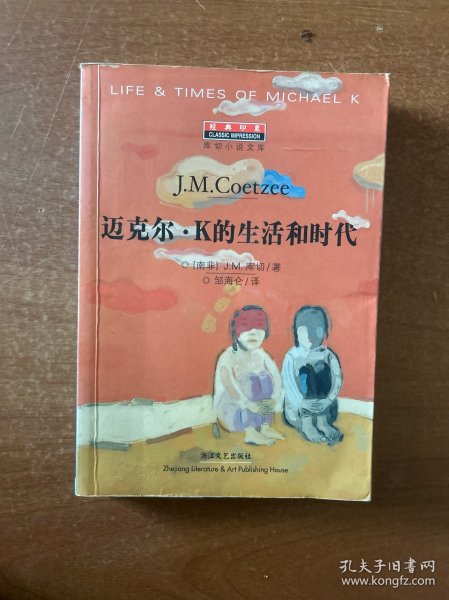 LIFE & TIMES OF MICHAEL K
经典印象
CLASSIC IMPRESSION
库切小说文库
J.M.Coetzee
迈克尔·K的生活和时代
◎［南非］J.M.库切/著
◎邹海仑/译
浙江文艺出版社
Zhejiang Literature & Art Publishing House
孔夫子旧书网
www.kongfz.com